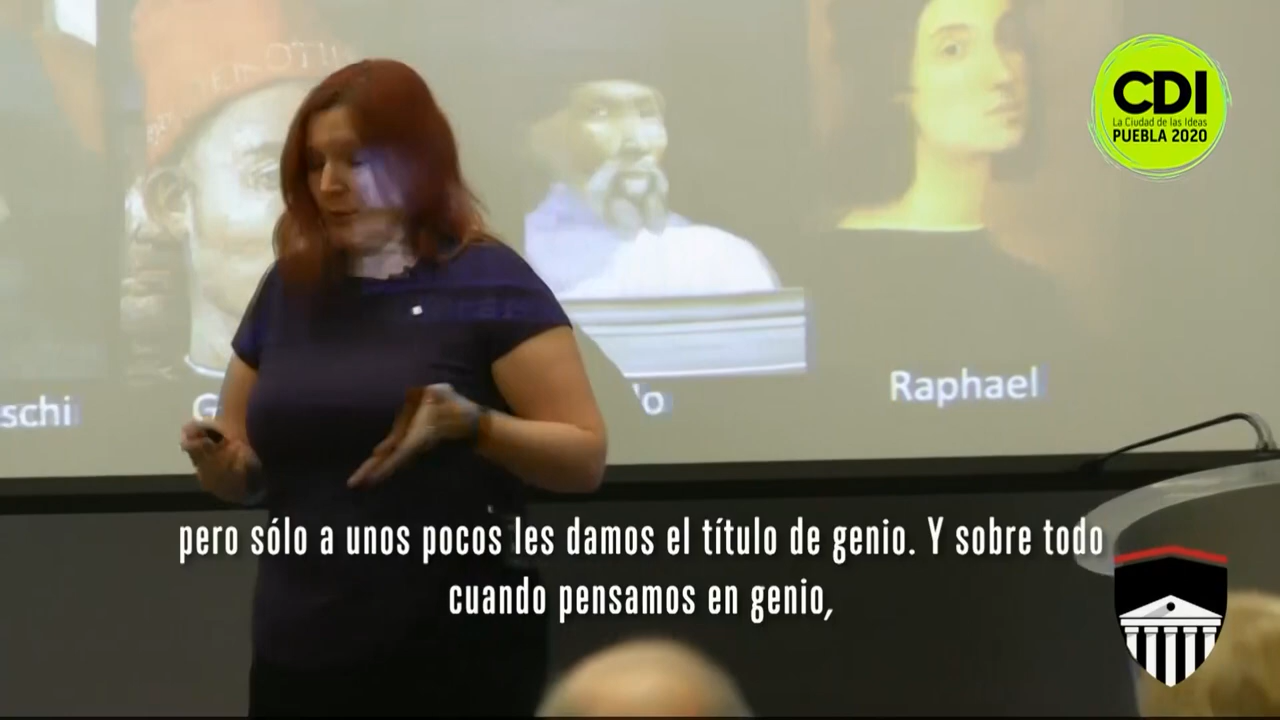 CDI
La Ciudad de las Ideas
PUEBLA 2020
Raphael
pero sólo a unos pocos les damos el título de genio. Y sobre todo
cuando pensamos en genio,